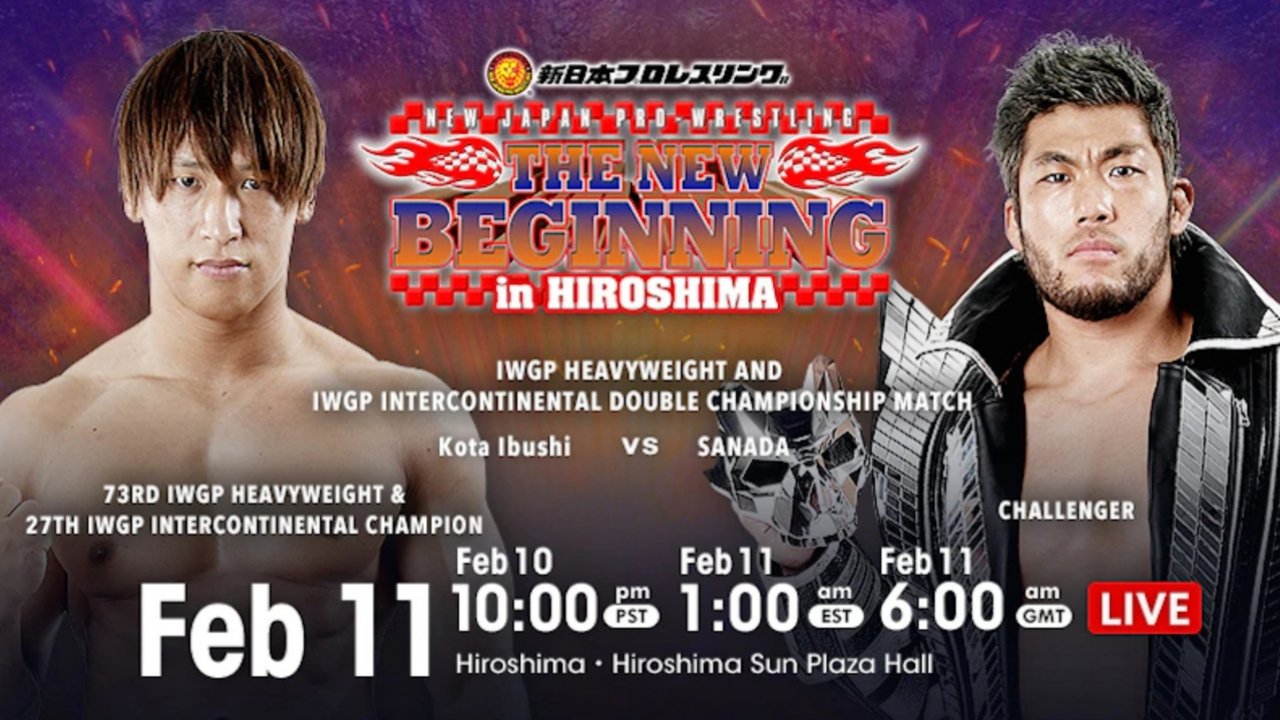 新日本プロレスリング
NEW JAPAN PRO-WRESTLING
THE NEW
BEGINNING
in HIROSHIMA
IWGP HEAVYWEIGHT AND
IWGP INTERCONTINENTAL DOUBLE CHAMPIONSHIP MATCH
Kota Ibushi VS SANADA
73RD IWGP HEAVYWEIGHT &
27TH IWGP INTERCONTINENTAL CHAMPION
CHALLENGER
Feb 11
Feb 10 Feb 11 Feb 11
10:00 pm PST 1:00 am EST 6:00 am GMT LIVE
Hiroshima・Hiroshima Sun Plaza Hall